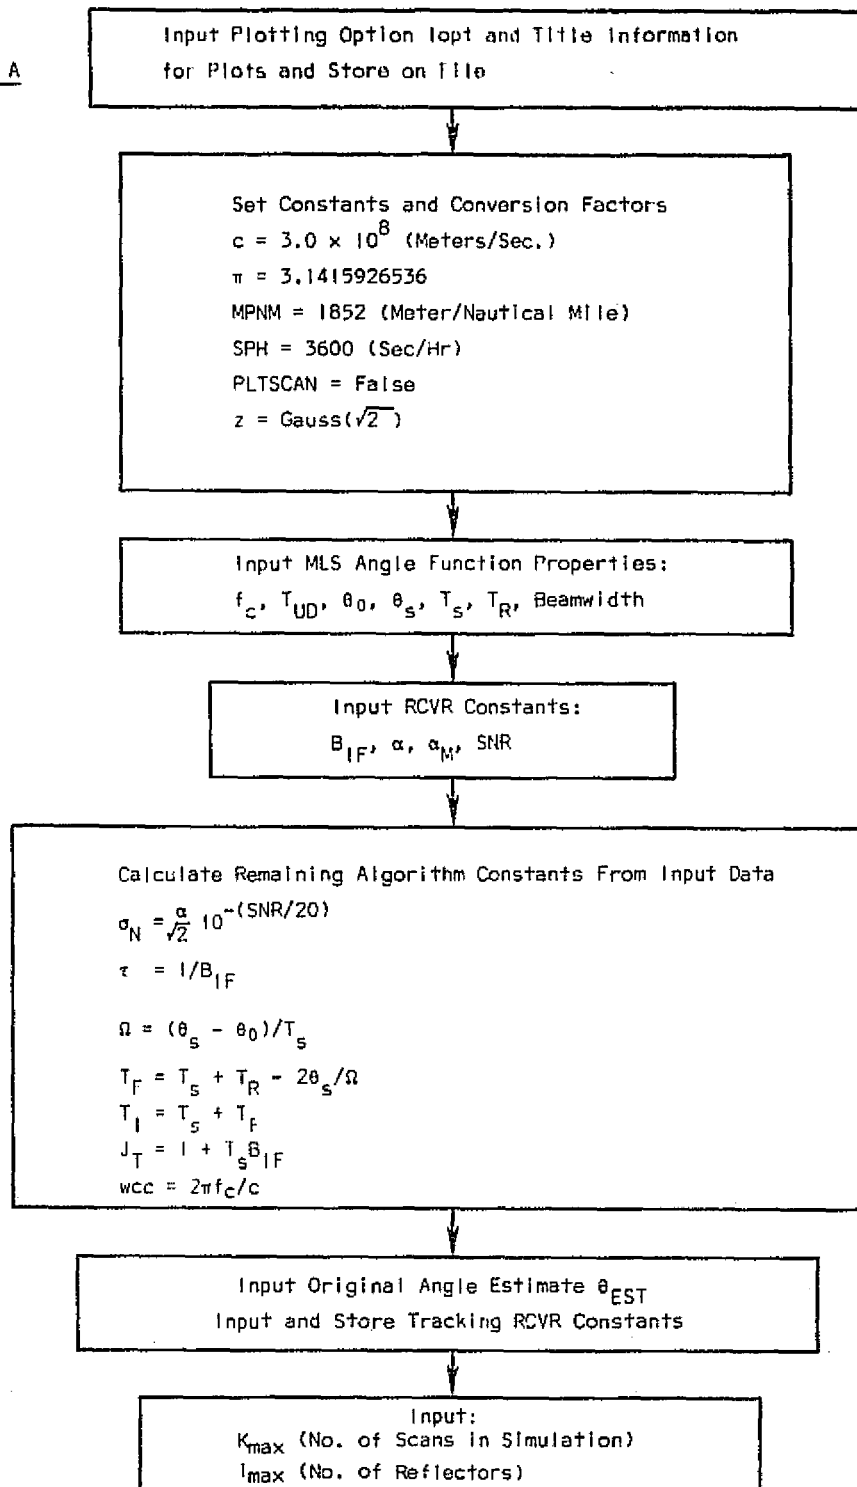 A
Input Plotting Option Iopt and Title Information
for Plots and Store on File
Set Constants and Conversion Factors
c = 3.0 × 10^8 (Meters/Sec.)
π = 3.1415926536
MPNM = 1852 (Meter/Nautical Mile)
SPH = 3600 (Sec/Hr)
PLTSCAN = False
z = Gauss(√2 )
Input MLS Angle Function Properties:
f_c, T_UD, θ_0, θ_s, T_s, T_R, Beamwidth
Input RCVR Constants:
B_IF, α, α_M, SNR
Calculate Remaining Algorithm Constants From Input Data
σ_N = α/√2 10^-(SNR/20)
τ = 1/B_IF
Ω = (θ_s - θ_0)/T_s
T_F = T_s + T_R - 2θ_s/Ω
T_I = T_s + T_F
J_T = 1 + T_s B_IF
wcc = 2πf_c/c
Input Original Angle Estimate θ_EST
Input and Store Tracking RCVR Constants
Input:
K_max (No. of Scans in Simulation)
I_max (No. of Reflectors)